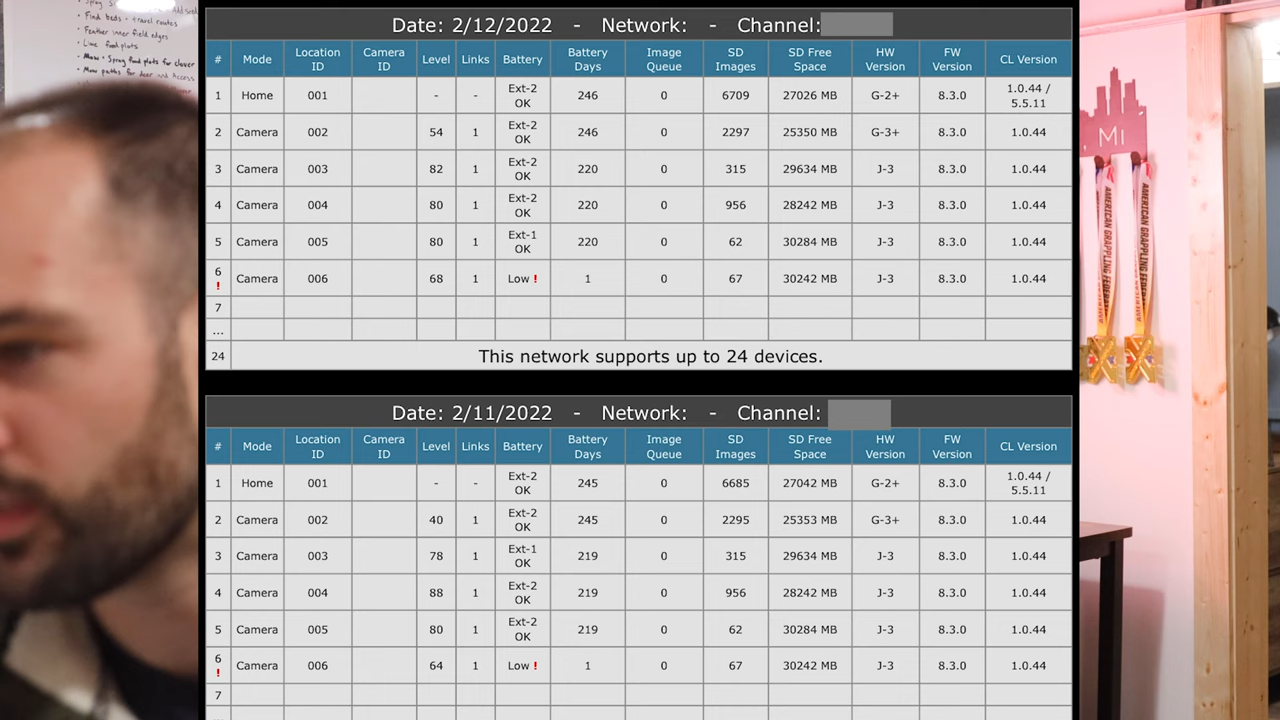 • Find beds + travel routes
• Feather inner field edges
• Lime food plots
• Mow + Spray food plots for clover
• Mow paths for deer and Access
Date: 2/12/2022 - Network: - Channel:
# Mode Location ID Camera ID Level Links Battery Battery Days Image Queue SD Images SD Free Space HW Version FW Version CL Version
1 Home 001 - - Ext-2 OK 246 0 6709 27026 MB G-2+ 8.3.0 1.0.44 / 5.5.11
2 Camera 002 54 1 Ext-2 OK 246 0 2297 25350 MB G-3+ 8.3.0 1.0.44
3 Camera 003 82 1 Ext-2 OK 220 0 315 29634 MB J-3 8.3.0 1.0.44
4 Camera 004 80 1 Ext-2 OK 220 0 956 28242 MB J-3 8.3.0 1.0.44
5 Camera 005 80 1 Ext-1 OK 220 0 62 30284 MB J-3 8.3.0 1.0.44
6 ! Camera 006 68 1 Low ! 1 0 67 30242 MB J-3 8.3.0 1.0.44
7
...
24 This network supports up to 24 devices.
Date: 2/11/2022 - Network: - Channel:
# Mode Location ID Camera ID Level Links Battery Battery Days Image Queue SD Images SD Free Space HW Version FW Version CL Version
1 Home 001 - - Ext-2 OK 245 0 6685 27042 MB G-2+ 8.3.0 1.0.44 / 5.5.11
2 Camera 002 40 1 Ext-2 OK 245 0 2295 25353 MB G-3+ 8.3.0 1.0.44
3 Camera 003 78 1 Ext-1 OK 219 0 315 29634 MB J-3 8.3.0 1.0.44
4 Camera 004 88 1 Ext-2 OK 219 0 956 28242 MB J-3 8.3.0 1.0.44
5 Camera 005 80 1 Ext-2 OK 219 0 62 30284 MB J-3 8.3.0 1.0.44
6 ! Camera 006 64 1 Low ! 1 0 67 30242 MB J-3 8.3.0 1.0.44
7
, Mi
AMERICAN GRAPPLING FEDERAT
AMERICAN GRAPPLING FEDERA